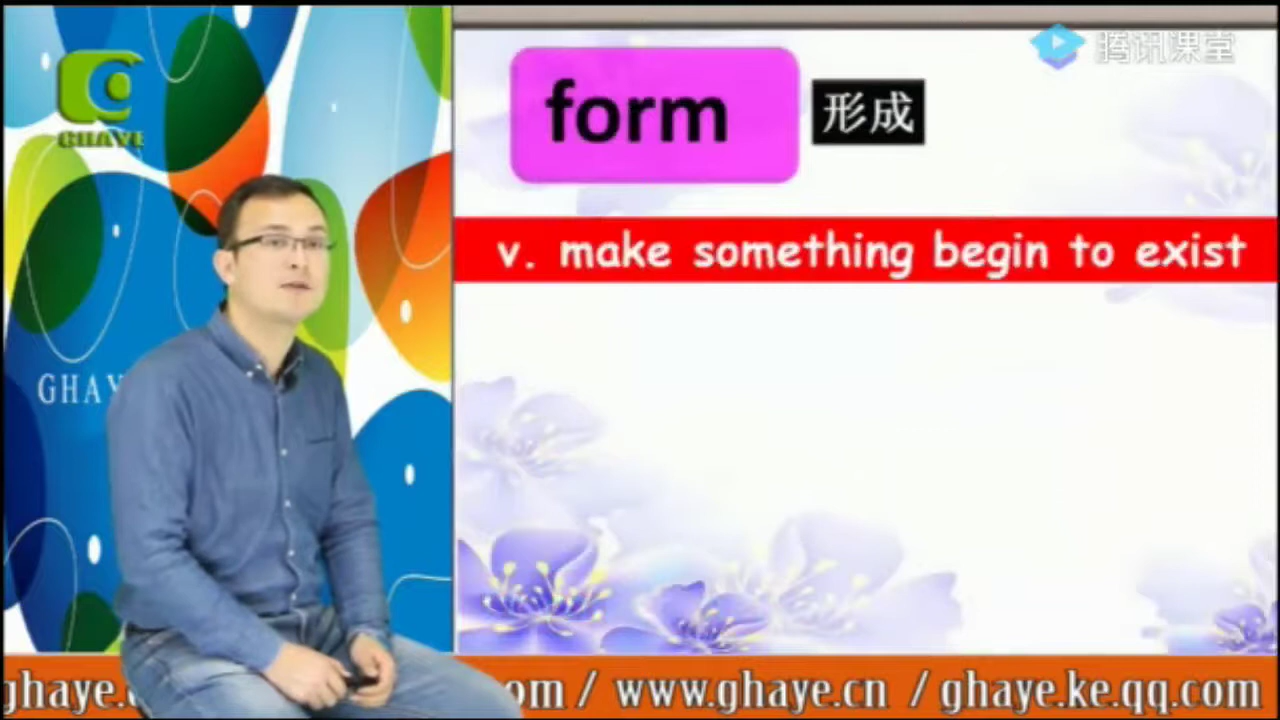 腾讯课堂
GHAYE
form
形成
v. make something begin to exist
GHAY
ghaye.
om / www.ghaye.cn / ghaye.ke.qq.com